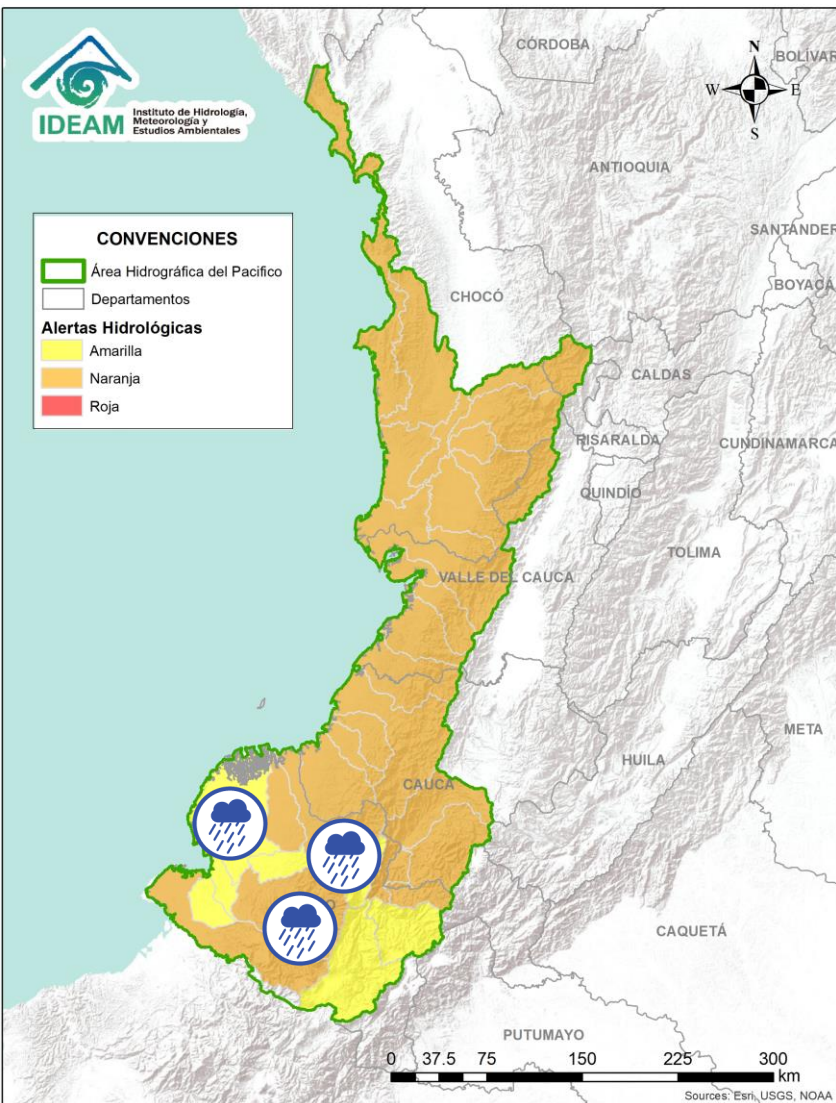 IDEAM
Instituto de Hidrología,
Meteorología y
Estudios Ambientales
CÓRDOBA
BOLÍVAR
N
W
E
S
ANTIOQUIA
SANTANDER
BOYACÁ
CONVENCIONES
Área Hidrográfica del Pacifico
Departamentos
Alertas Hidrológicas
Amarilla
Naranja
Roja
CHOCÓ
CALDAS
RISARALDA
CUNDINAMARCA
QUINDÍO
TOLIMA
VALLE DEL CAUCA
META
HUILA
CAUCA
CAQUETÁ
PUTUMAYO
0 37.5 75 150 225 300
km
Sources: Esri, USGS, NOAA